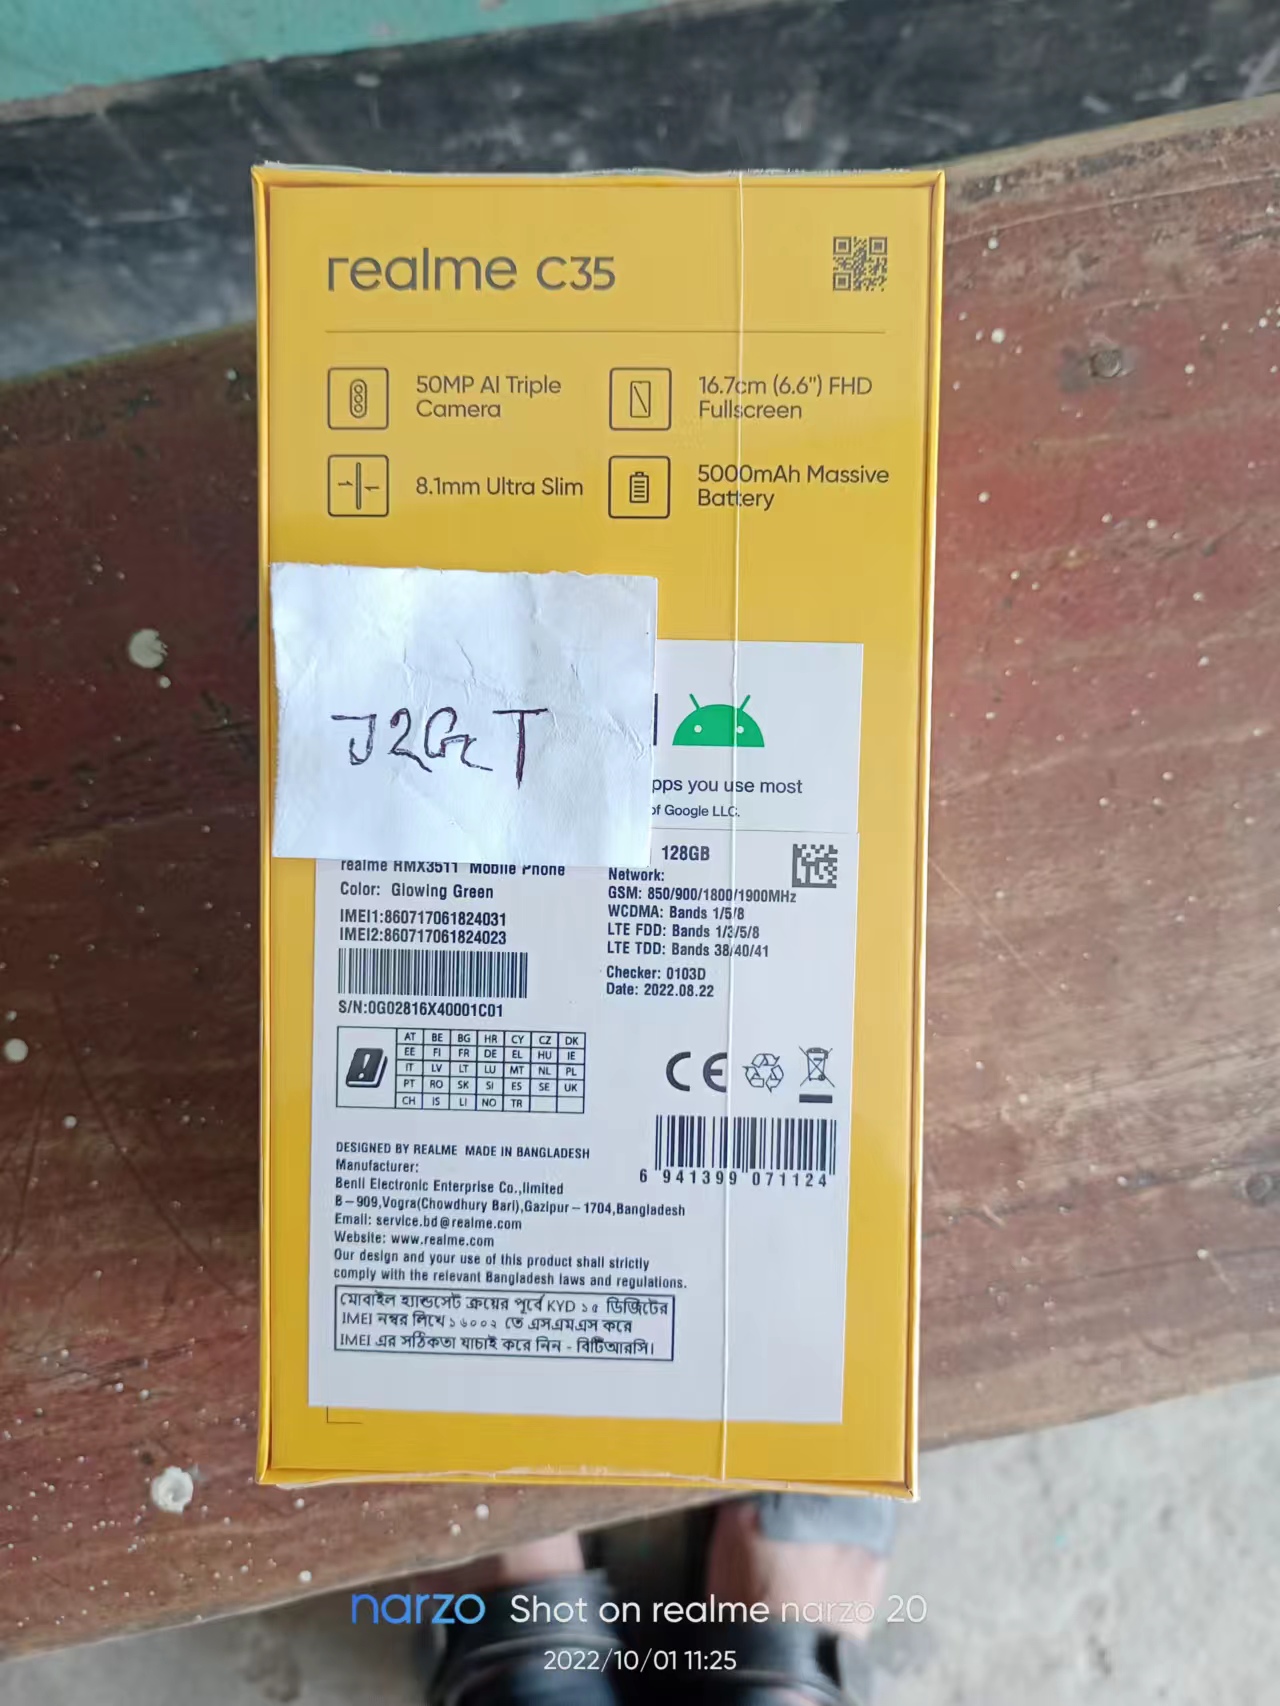 realme C35
50MP AI Triple
Camera
16.7cm (6.6") FHD
Fullscreen
8.1mm Ultra Slim
5000mAh Massive
Battery
J2GT
pps you use most
of Google LLC.
realme RMX3511 Mobile Phone
Color: Glowing Green
IMEI1:860717061824031
IMEI2:860717061824023
S/N:0G02816X40001C01
128GB
Network:
GSM: 850/900/1800/1900MHz
WCDMA: Bands 1/5/8
LTE FDD: Bands 1/3/5/8
LTE TDD: Bands 38/40/41
Checker: 0103D
Date: 2022.08.22
AT BE BG HR CY CZ DK
EE FI FR DE EL HU IE
IT LV LT LU MT NL PL
PT RO SK SI ES SE UK
CH IS LI NO TR
CE
6 941399 071124
DESIGNED BY REALME MADE IN BANGLADESH
Manufacturer:
Benli Electronic Enterprise Co.,limited
B-909,Vogra(Chowdhury Bari),Gazipur-1704,Bangladesh
Email: service.bd@realme.com
Website: www.realme.com
Our design and your use of this product shall strictly
comply with the relevant Bangladesh laws and regulations.
মোবাইল হ্যান্ডসেট ক্রয়ের পূর্বে KYD ১৫ ডিজিটের
IMEI নম্বর লিখে ১৬০০২ তে এসএমএস করে
IMEI এর সঠিকতা যাচাই করে নিন - বিটিআরসি।
narzo Shot on realme narzo 20
2022/10/01 11:25